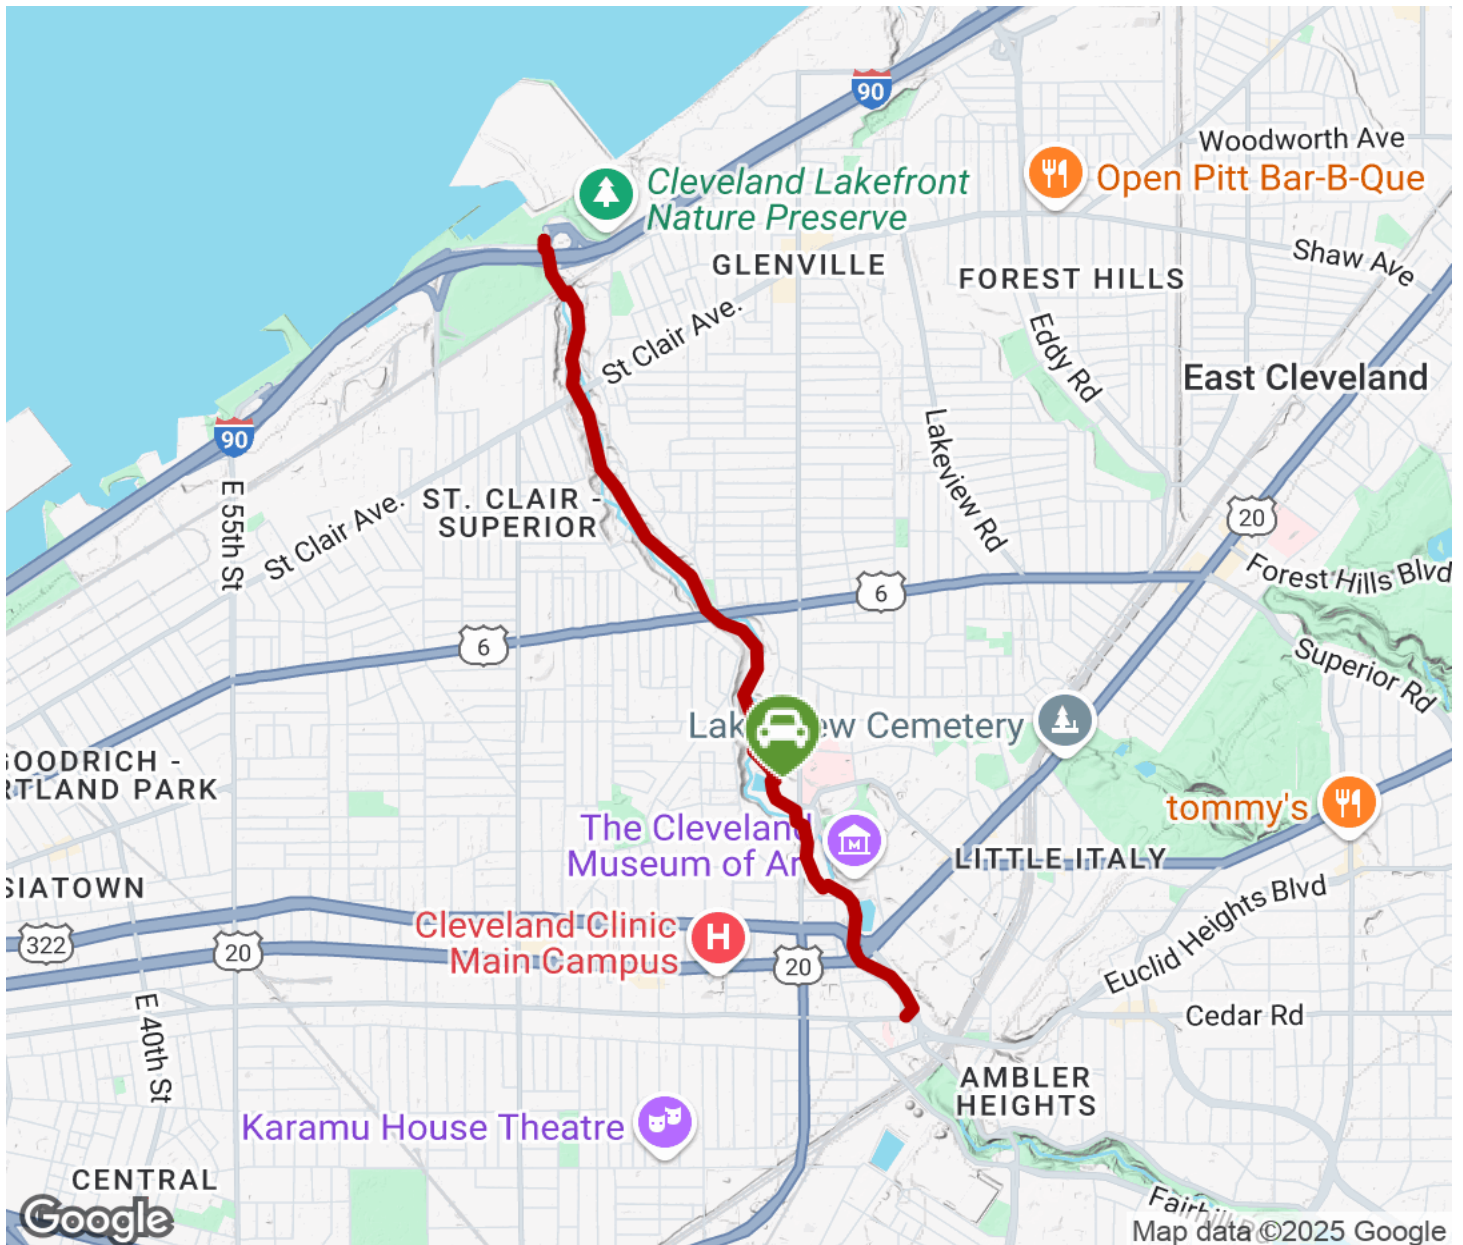 90
Woodworth Ave
Open Pitt Bar-B-Que
Cleveland Lakefront
Nature Preserve
GLENVILLE
FOREST HILLS
Shaw Ave
St Clair Ave.
Eddy Rd
East Cleveland
90
Lakeview Rd
E 55th St
ST. CLAIR -
SUPERIOR
St Clair Ave.
20
Forest Hills Blvd
6
6
Superior Rd
Cemetery
OODRICH -
RTLAND PARK
tommy's
The Cleveland
Museum of Ar
LITTLE ITALY
SIATOWN
Euclid Heights Blvd
Cleveland Clinic
Main Campus
H
322
20
20
E 40th St
Cedar Rd
AMBLER
HEIGHTS
Karamu House Theatre
CENTRAL
Google
Map data ©2025 Google